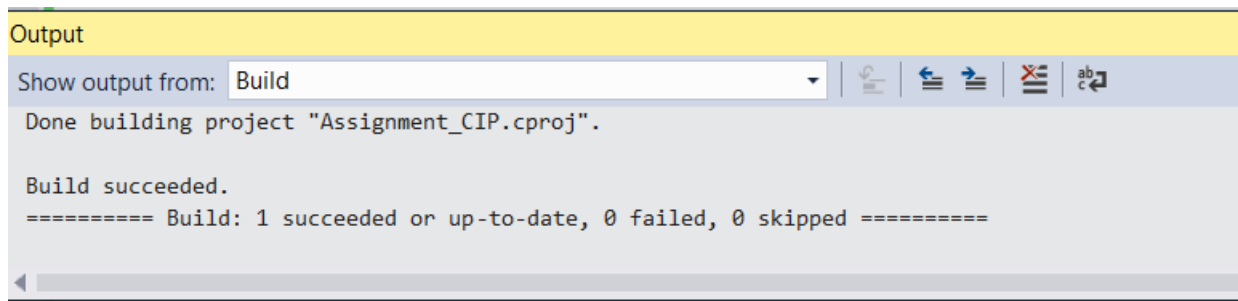 Output
Show output from: Build
Done building project "Assignment_CIP.cproj".
Build succeeded.
========== Build: 1 succeeded or up-to-date, 0 failed, 0 skipped ==========